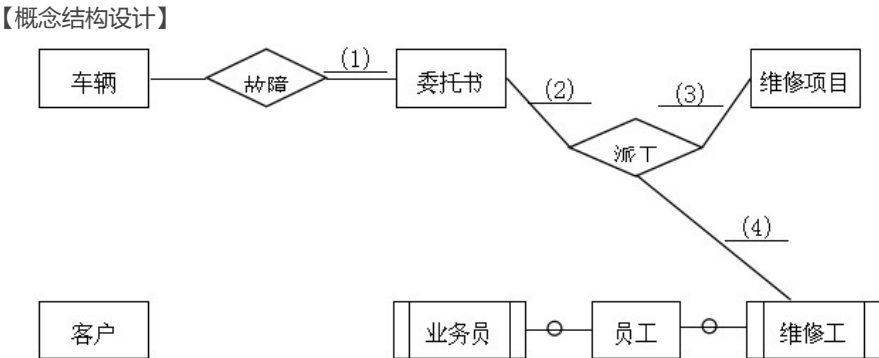 【概念结构设计】
车辆 故障 (1) 委托书 (2) (3) 维修项目
派工
(4)
客户 业务员 员工 维修工